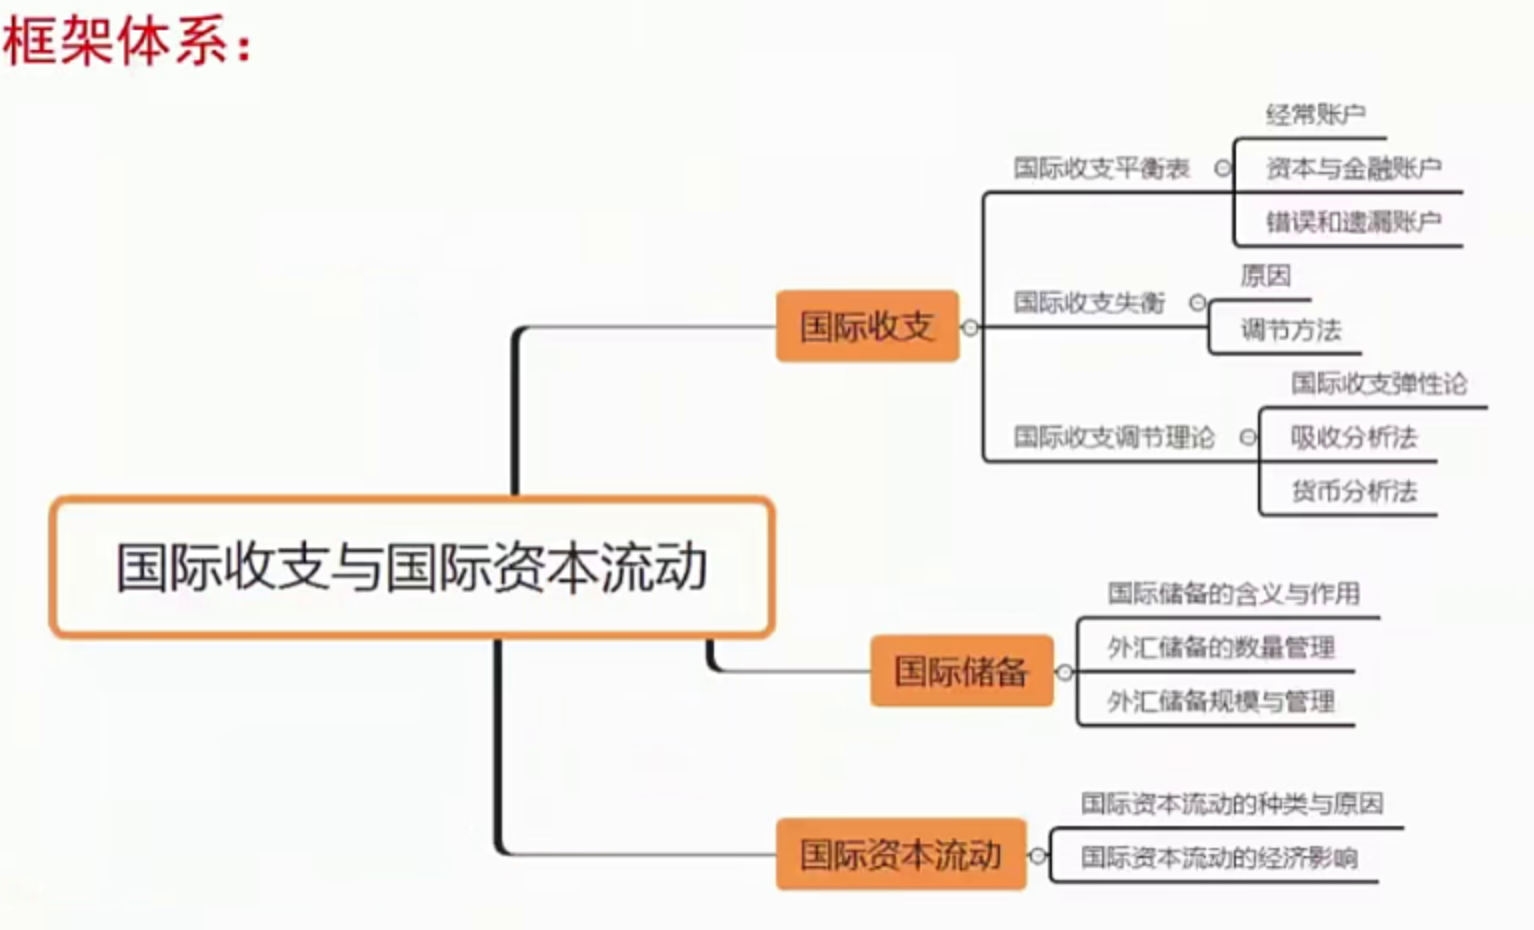 框架体系：
国际收支与国际资本流动
国际收支
国际收支平衡表
经常账户
资本与金融账户
错误和遗漏账户
国际收支失衡
原因
调节方法
国际收支调节理论
国际收支弹性论
吸收分析法
货币分析法
国际储备
国际储备的含义与作用
外汇储备的数量管理
外汇储备规模与管理
国际资本流动
国际资本流动的种类与原因
国际资本流动的经济影响